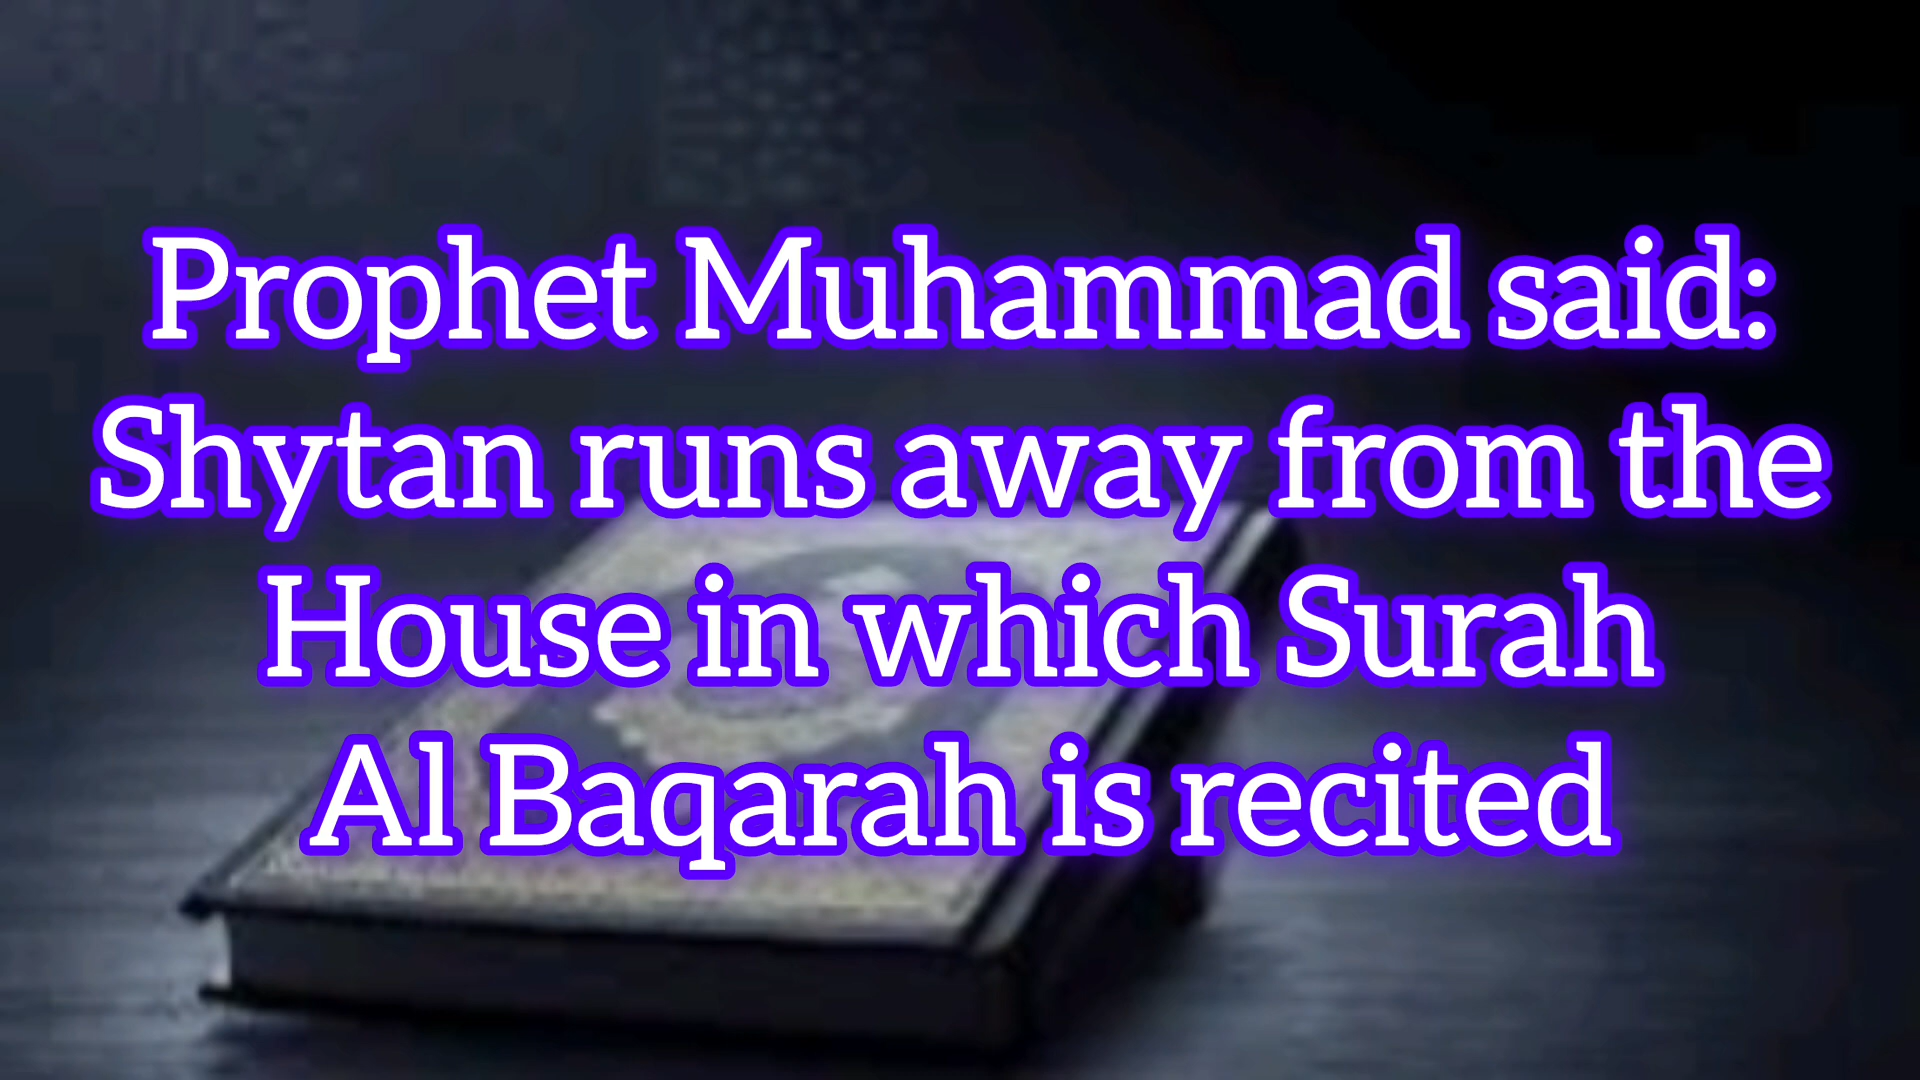 Prophet Muhammad said:
Shytan runs away from the
House in which Surah
Al Baqarah is recited